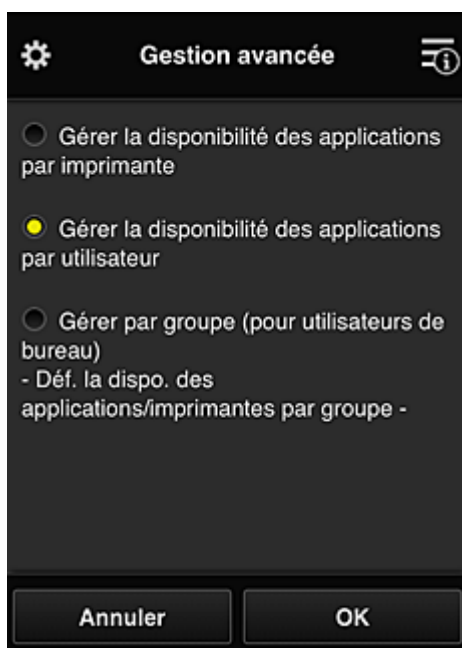 Gestion avancée
Gérer la disponibilité des applications
par imprimante
Gérer la disponibilité des applications
par utilisateur
Gérer par groupe (pour utilisateurs de
bureau)
- Déf. la dispo. des
applications/imprimantes par groupe -
Annuler
OK